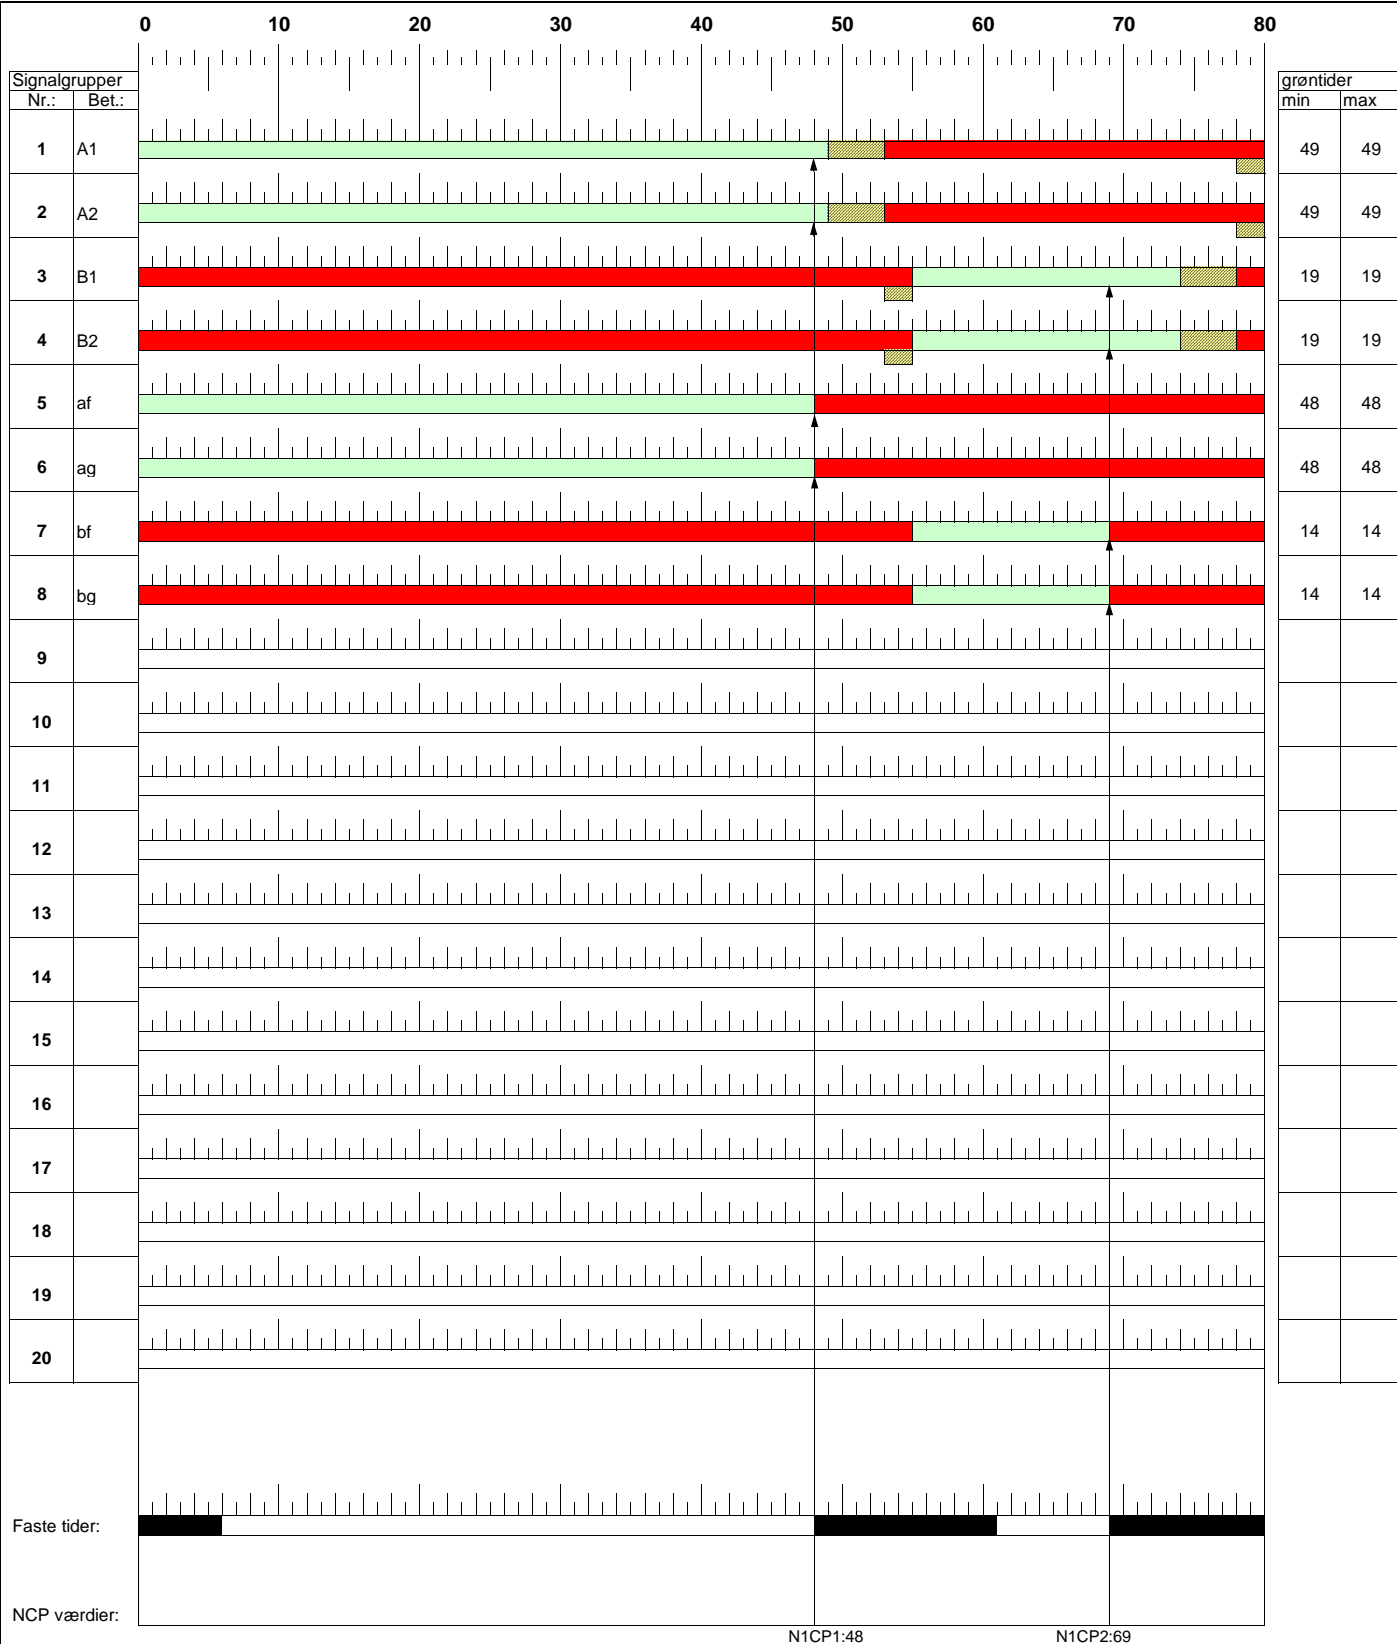 0 10 20 30 40 50 60 70 80
Signalgrupper grøntider
Nr.: Bet.: min max
1 A1 49 49
2 A2 49 49
3 B1 19 19
4 B2 19 19
5 af 48 48
6 ag 48 48
7 bf 14 14
8 bg 14 14
9
10
11
12
13
14
15
16
17
18
19
20
Faste tider:
NCP værdier:
N1CP1:48 N1CP2:69